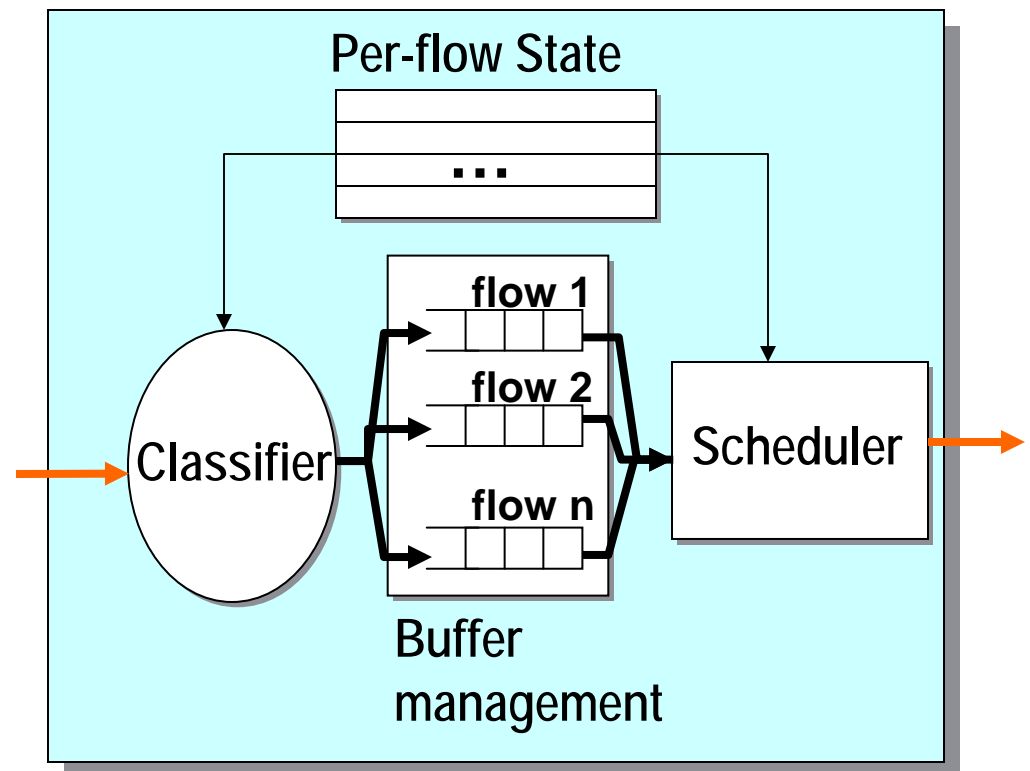 Per-flow State
...
flow 1
flow 2
flow n
Classifier
Scheduler
Buffer
management